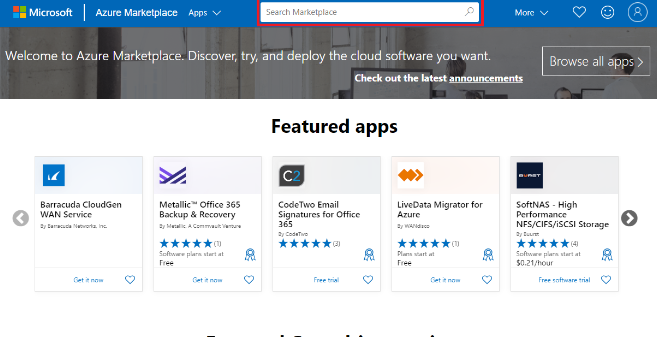 Microsoft
Azure Marketplace
Apps
Search Marketplace
More
Welcome to Azure Marketplace. Discover, try, and deploy the cloud software you want.
Browse all apps
Check out the latest announcements
Featured apps
Barracuda CloudGen
WAN Service
By Barracuda Networks, Inc.
Get it now
Metallic™ Office 365
Backup & Recovery
By Metallic, A Commvault Venture
(1)
Software plans start at
Free
Get it now
C2
CodeTwo Email
Signatures for Office
365
By CodeTwo
(3)
Free trial
LiveData Migrator for
Azure
By WANdisco
(1)
Plans start at
Free
Get it now
BUURST
SoftNAS - High
Performance
NFS/CIFS/iSCSI Storage
By Buurst
(4)
Software plans start at
$0.21/hour
Free software trial